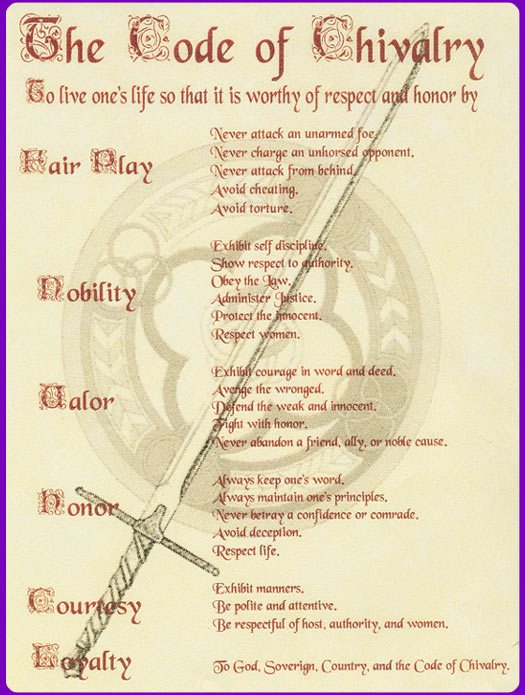 The Code of Chivalry
To live one's life so that it is worthy of respect and honor by
Fair Play
Never attack an unarmed foe.
Never charge an unhorsed opponent.
Never attack from behind.
Avoid cheating.
Avoid torture.
Nobility
Exhibit self discipline.
Show respect to authority.
Obey the Law.
Administer Justice.
Protect the innocent.
Respect women.
Valor
Exhibit courage in word and deed.
Avenge the wronged.
Defend the weak and innocent.
Fight with honor.
Never abandon a friend, ally, or noble cause.
Honor
Always keep one's word.
Always maintain one's principles.
Never betray a confidence or comrade.
Avoid deception.
Respect life.
Courtesy
Exhibit manners.
Be polite and attentive.
Be respectful of host, authority, and women.
Loyalty
To God, Soverign, Country, and the Code of Chivalry.